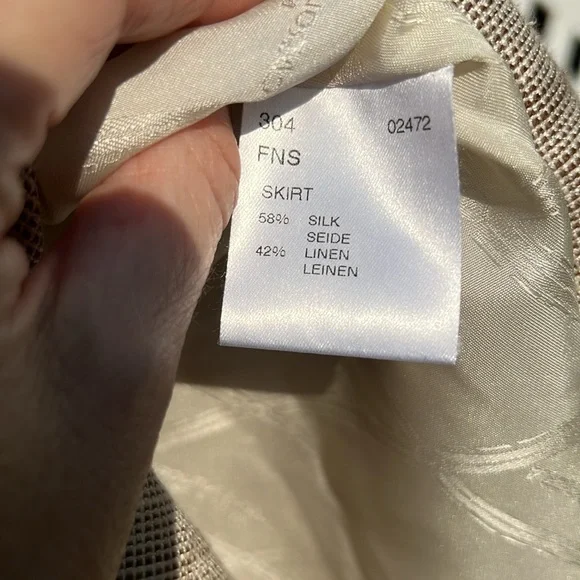 304 02472
FNS
SKIRT
58% SILK
SEIDE
42% LINEN
LEINEN